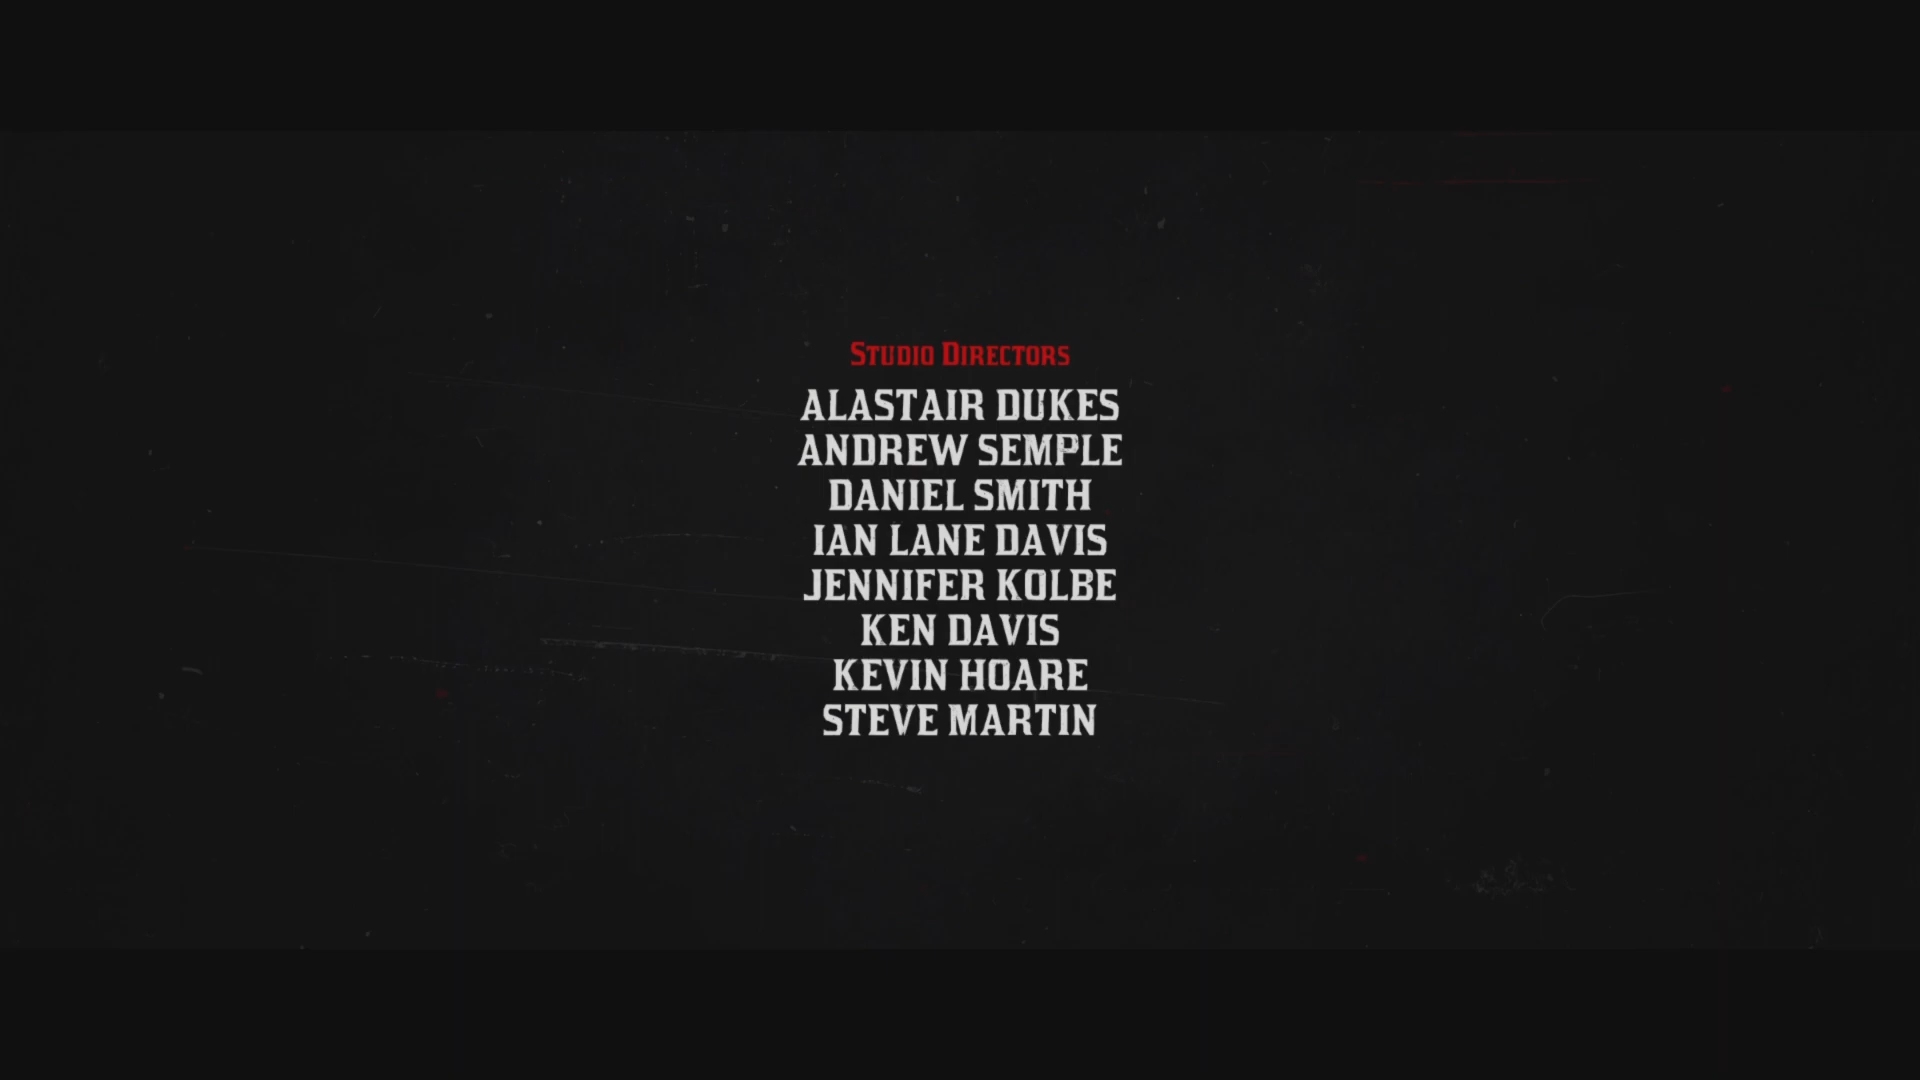 Studio Directors
ALASTAIR DUKES
ANDREW SEMPLE
DANIEL SMITH
IAN LANE DAVIS
JENNIFER KOLBE
KEN DAVIS
KEVIN HOARE
STEVE MARTIN